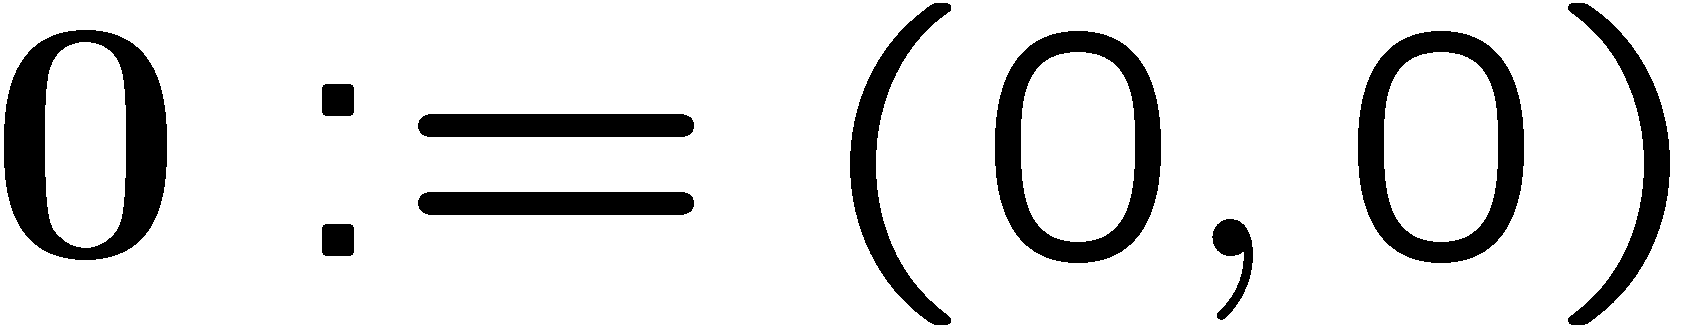 𝟎 := (0, 0)